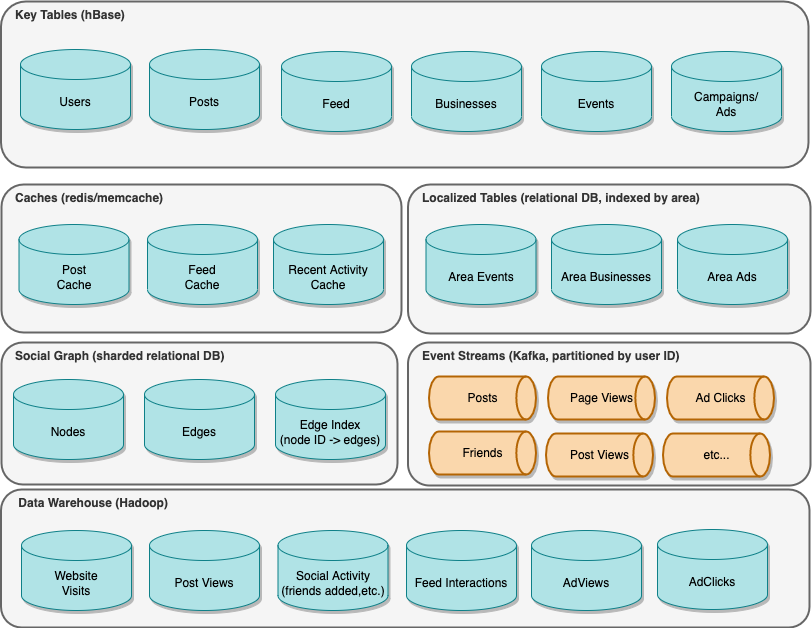 Key Tables (hBase)
Users
Posts
Feed
Businesses
Events
Campaigns/
Ads
Caches (redis/memcache)
Post
Cache
Feed
Cache
Recent Activity
Cache
Localized Tables (relational DB, indexed by area)
Area Events
Area Businesses
Area Ads
Social Graph (sharded relational DB)
Nodes
Edges
Edge Index
(node ID -> edges)
Event Streams (Kafka, partitioned by user ID)
Posts
Page Views
Ad Clicks
Friends
Post Views
etc...
Data Warehouse (Hadoop)
Website
Visits
Post Views
Social Activity
(friends added,etc.)
Feed Interactions
AdViews
AdClicks